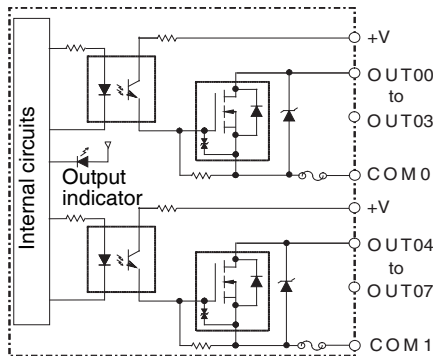 Internal circuits
+V
OUT00
to
OUT03
Output
indicator
COM0
+V
OUT04
to
OUT07
COM1